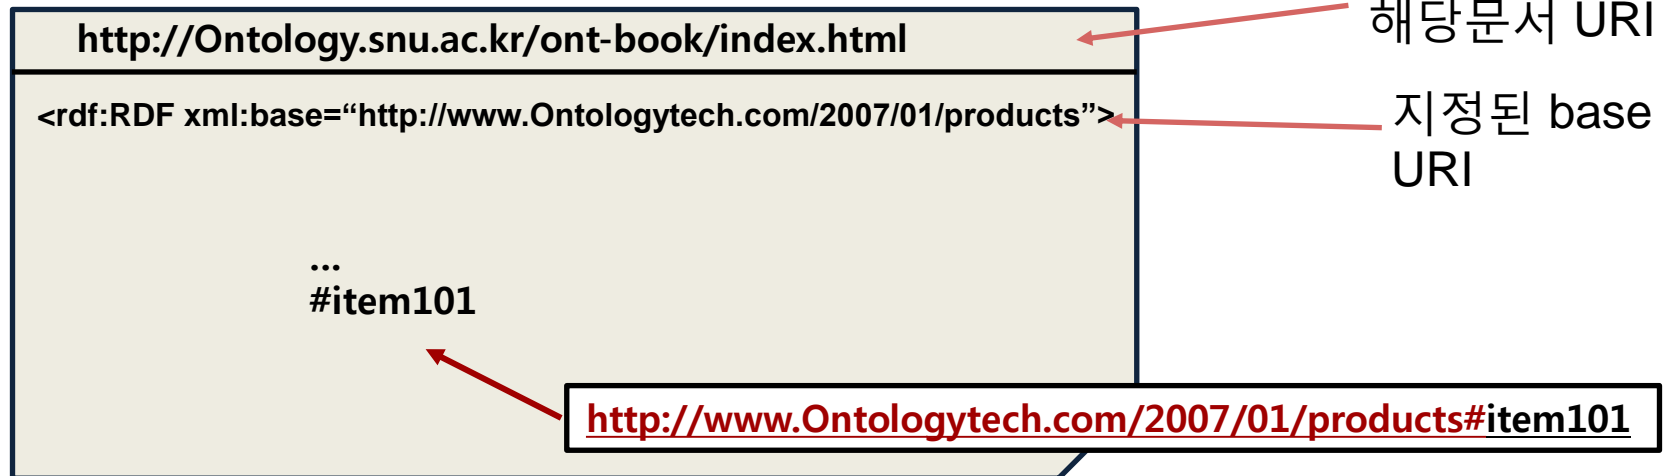 해당문서 URI
http://Ontology.snu.ac.kr/ont-book/index.html
<rdf:RDF xml:base=“http://www.Ontologytech.com/2007/01/products”>
지정된 base
URI
...
#item101
http://www.Ontologytech.com/2007/01/products#item101